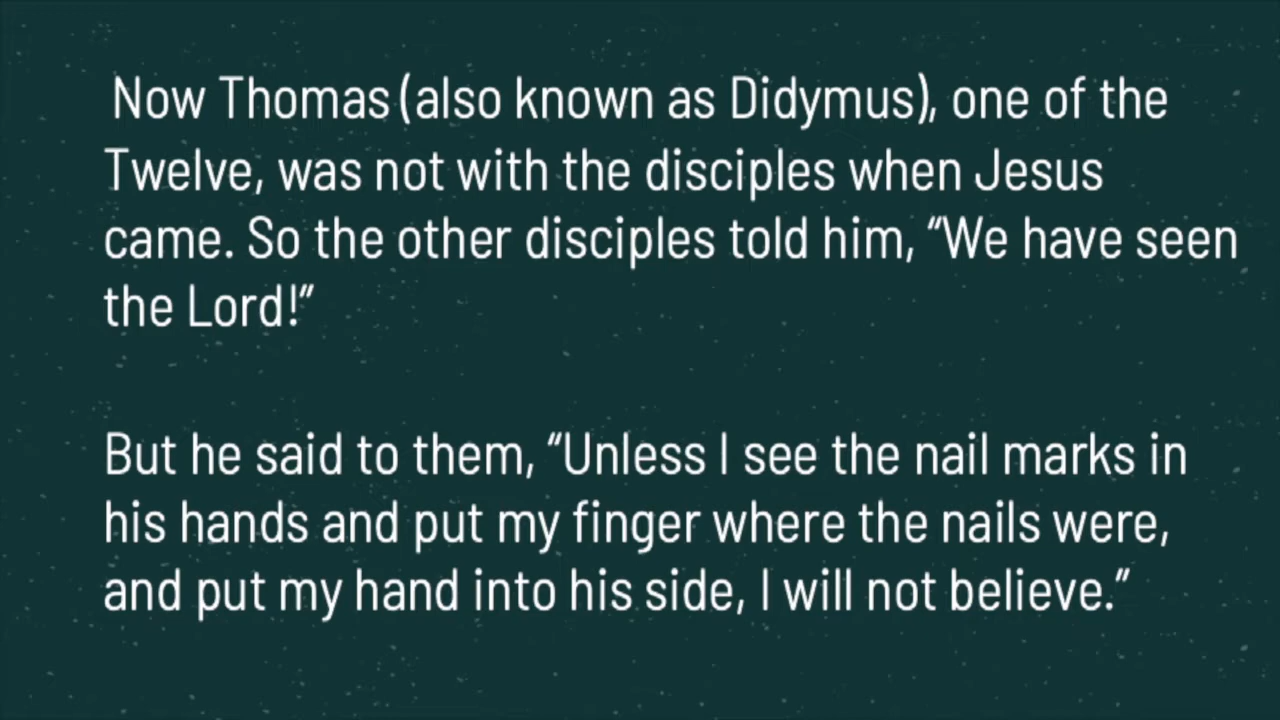 Now Thomas (also known as Didymus), one of the
Twelve, was not with the disciples when Jesus
came. So the other disciples told him, “We have seen
the Lord!”
But he said to them, “Unless I see the nail marks in
his hands and put my finger where the nails were,
and put my hand into his side, I will not believe.”